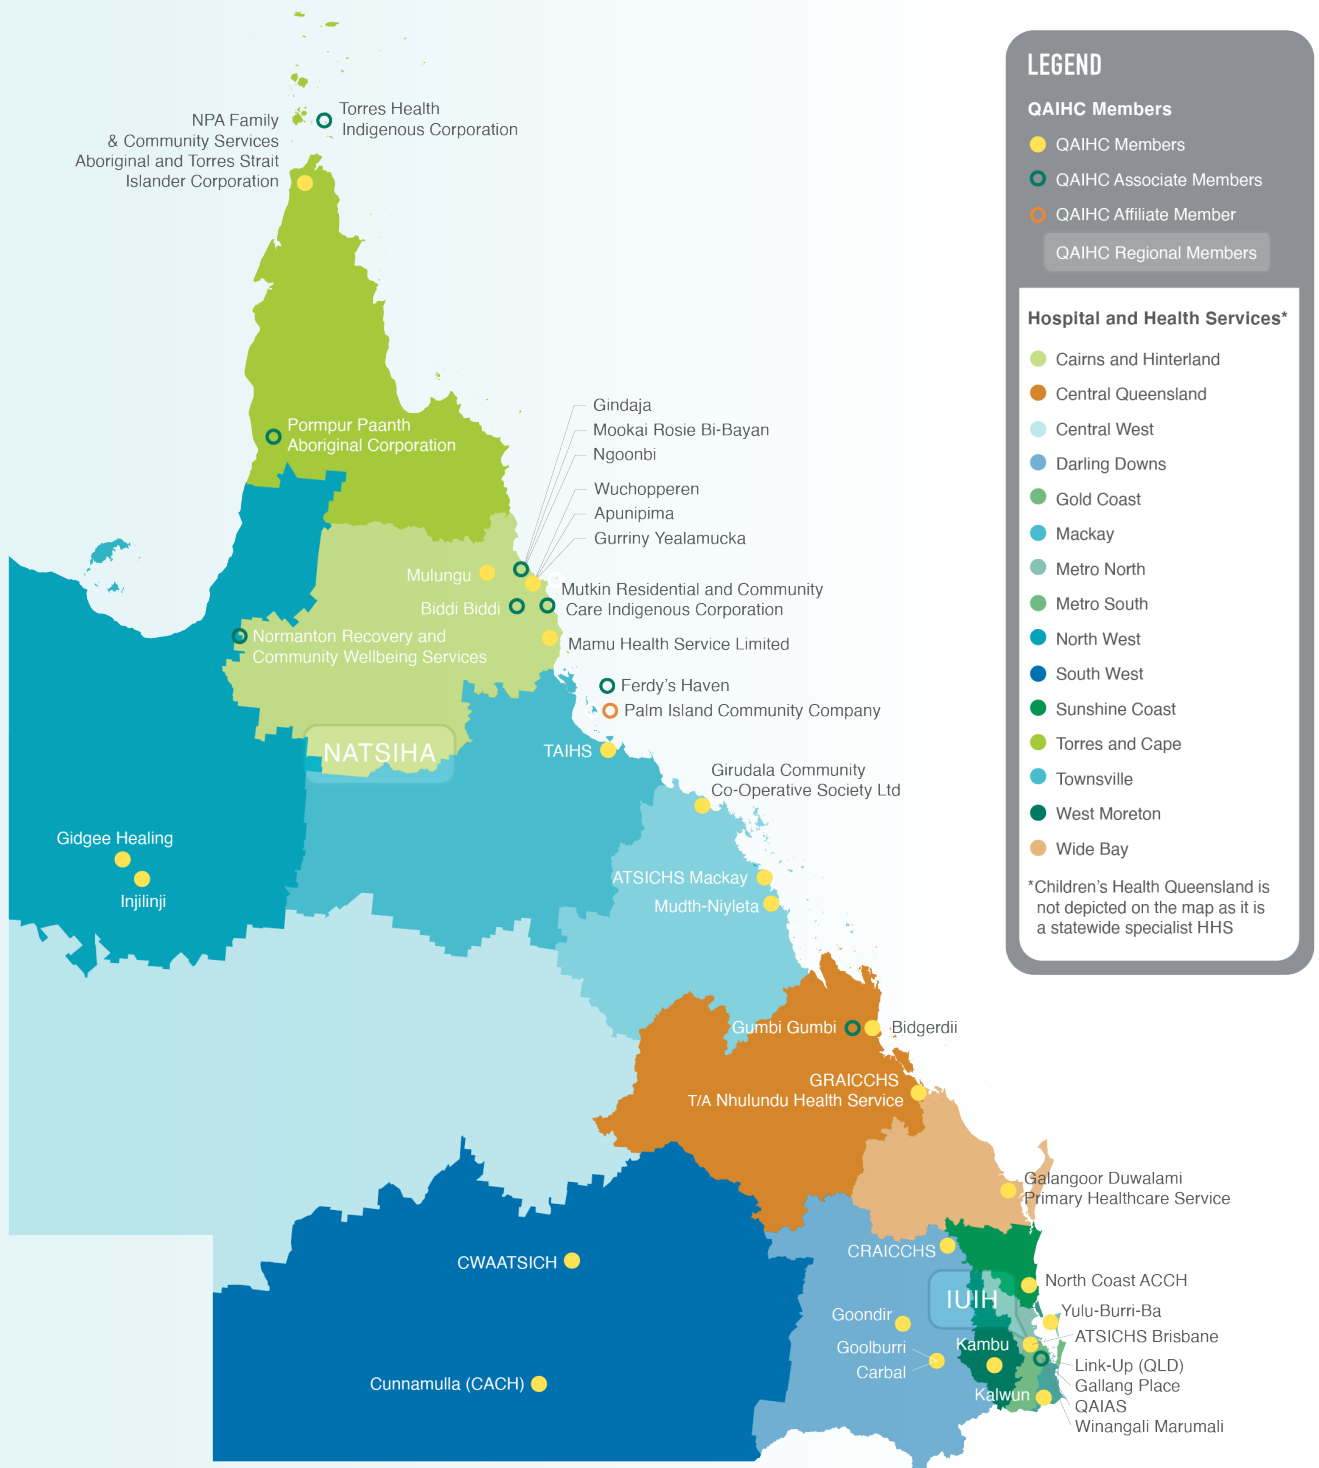 LEGEND
QAIHC Members
QAIHC Members
QAIHC Associate Members
QAIHC Affiliate Member
QAIHC Regional Members
Hospital and Health Services*
Cairns and Hinterland
Central Queensland
Central West
Darling Downs
Gold Coast
Mackay
Metro North
Metro South
North West
South West
Sunshine Coast
Torres and Cape
Townsville
West Moreton
Wide Bay
*Children's Health Queensland is
not depicted on the map as it is
a statewide specialist HHS
Torres Health
Indigenous Corporation
NPA Family
& Community Services
Aboriginal and Torres Strait
Islander Corporation
Pormpur Paanth
Aboriginal Corporation
Gindaja
Mookai Rosie Bi-Bayan
Ngoonbi
Wuchopperen
Apunipima
Gurriny Yealamucka
Mulungu
Biddi Biddi
Mutkin Residential and Community
Care Indigenous Corporation
Normanton Recovery and
Community Wellbeing Services
Mamu Health Service Limited
Ferdy's Haven
Palm Island Community Company
NATSIHA
TAIHS
Girudala Community
Co-Operative Society Ltd
Gidgee Healing
Injilinji
ATSICHS Mackay
Mudth-Niyleta
Gumbi Gumbi
Bidgerdii
GRAICCHS
T/A Nhulundu Health Service
Galangoor Duwalami
Primary Healthcare Service
CRAICCHS
CWAATSICH
North Coast ACCH
IUIH
Yulu-Burri-Ba
Goondir
ATSICHS Brisbane
Goolburri
Kambu
Carbal
Link-Up (QLD)
Gallang Place
Cunnamulla (CACH)
Kalwun
QAIAS
Winangali Marumali